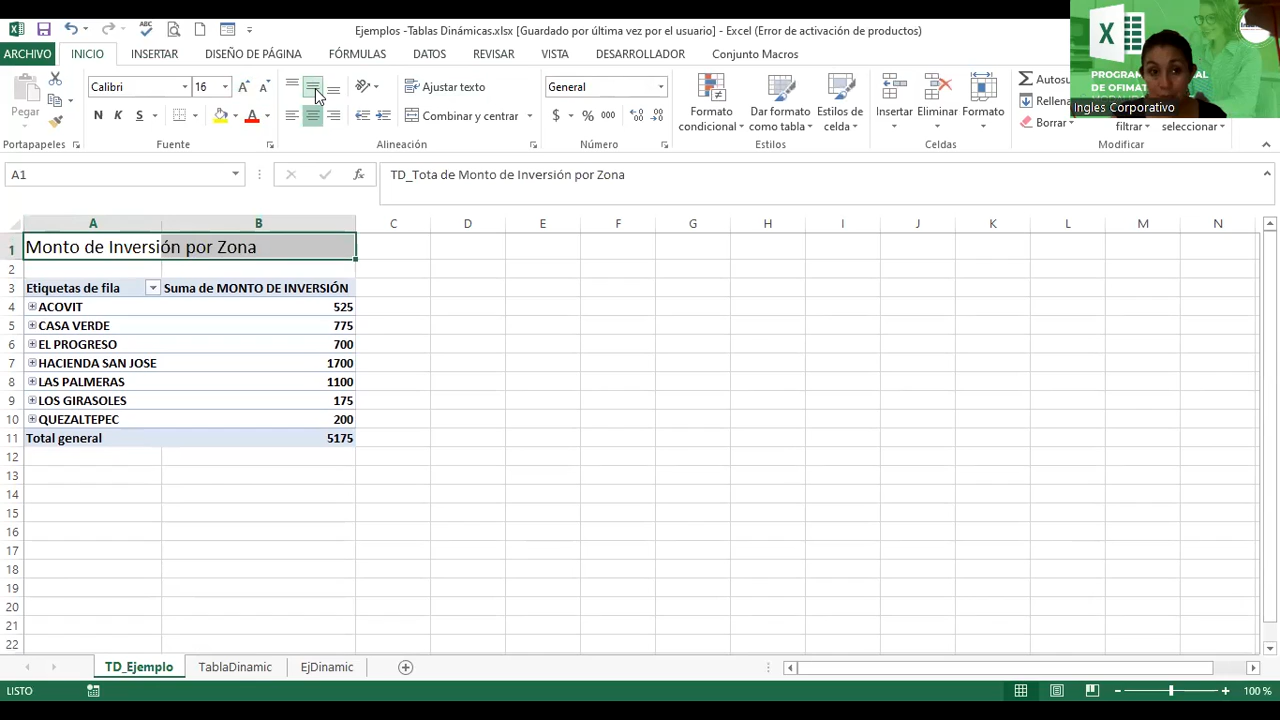 Ejemplos -Tablas Dinámicas.xlsx [Guardado por última vez por el usuario] - Excel (Error de activación de productos)
ARCHIVO INICIO INSERTAR DISEÑO DE PÁGINA FÓRMULAS DATOS REVISAR VISTA DESARROLLADOR Conjunto Macros
Calibri 16 Ajustar texto General Autosu
Pegar Formato condicional Dar formato como tabla Estilos de celda Insertar Eliminar Formato Rellena
N K S A Combinar y centrar $ % 000 Borrar filtrar seleccionar
Portapapeles Fuente Alineación Número Estilos Celdas Modificar
Ingles Corporativo
DE OFIMAT
A1 fx TD_Tota de Monto de Inversión por Zona
A B C D E F G H I J K L M N
1 Monto de Inversión por Zona
2
3 Etiquetas de fila Suma de MONTO DE INVERSIÓN
4 ACOVIT 525
5 CASA VERDE 775
6 EL PROGRESO 700
7 HACIENDA SAN JOSE 1700
8 LAS PALMERAS 1100
9 LOS GIRASOLES 175
10 QUEZALTEPEC 200
11 Total general 5175
12
13
14
15
16
17
18
19
20
21
22
TD_Ejemplo TablaDinamic EjDinamic
LISTO 100 %